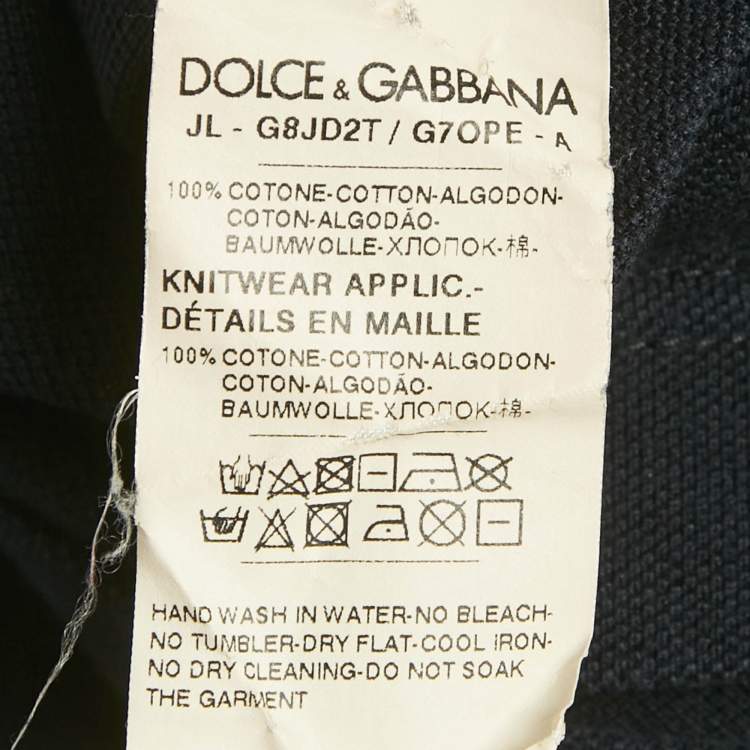 DOLCE & GABBANA
JL - G8JD2T / G7OPE - A
100% COTONE-COTTON-ALGODON-
COTON-ALGODÃO-
BAUMWOLLE-ХЛОПОК-棉-
KNITWEAR APPLIC.-
DÉTAILS EN MAILLE
100% COTONE-COTTON-ALGODON-
COTON-ALGODÃO-
BAUMWOLLE-ХЛОПОК-棉-
HAND WASH IN WATER-NO BLEACH-
NO TUMBLER-DRY FLAT-COOL IRON-
NO DRY CLEANING-DO NOT SOAK
THE GARMENT